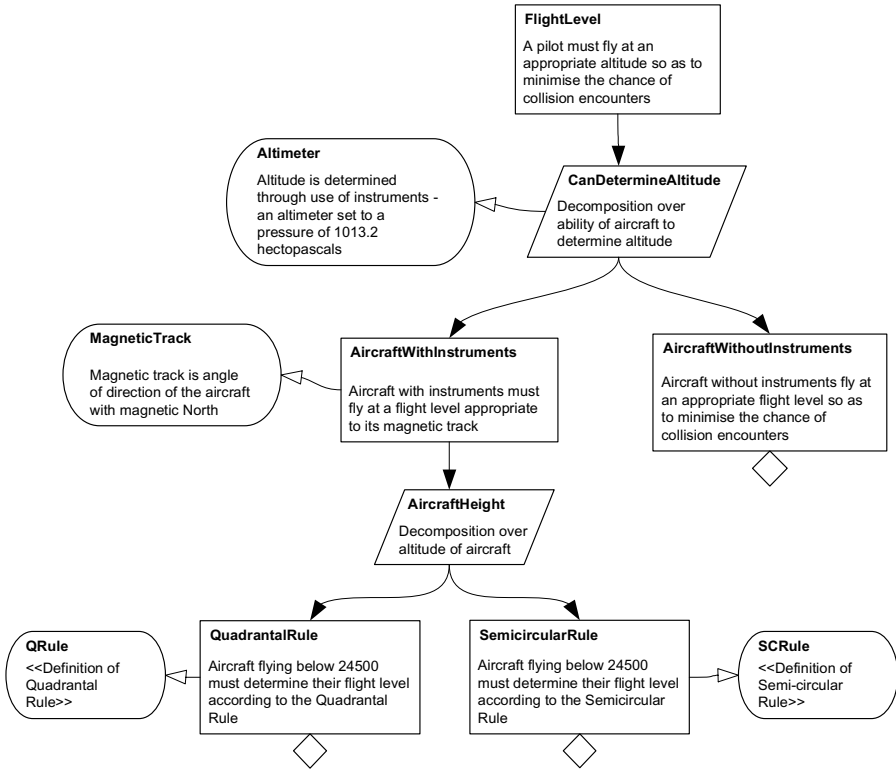 FlightLevel
A pilot must fly at an
appropriate altitude so as to
minimise the chance of
collision encounters
Altimeter
Altitude is determined
through use of instruments -
an altimeter set to a
pressure of 1013.2
hectopascals
CanDetermineAltitude
Decomposition over
ability of aircraft to
determine altitude
MagneticTrack
Magnetic track is angle
of direction of the aircraft
with magnetic North
AircraftWithInstruments
Aircraft with instruments must
fly at a flight level appropriate
to its magnetic track
AircraftWithoutInstruments
Aircraft without instruments fly at
an appropriate flight level so as
to minimise the chance of
collision encounters
AircraftHeight
Decomposition over
altitude of aircraft
QRule
<<Definition of
Quadrantal
Rule>>
QuadrantalRule
Aircraft flying below 24500
must determine their flight level
according to the Quadrantal
Rule
SemicircularRule
Aircraft flying below 24500
must determine their flight level
according to the Semicircular
Rule
SCRule
<<Definition of
Semi-circular
Rule>>